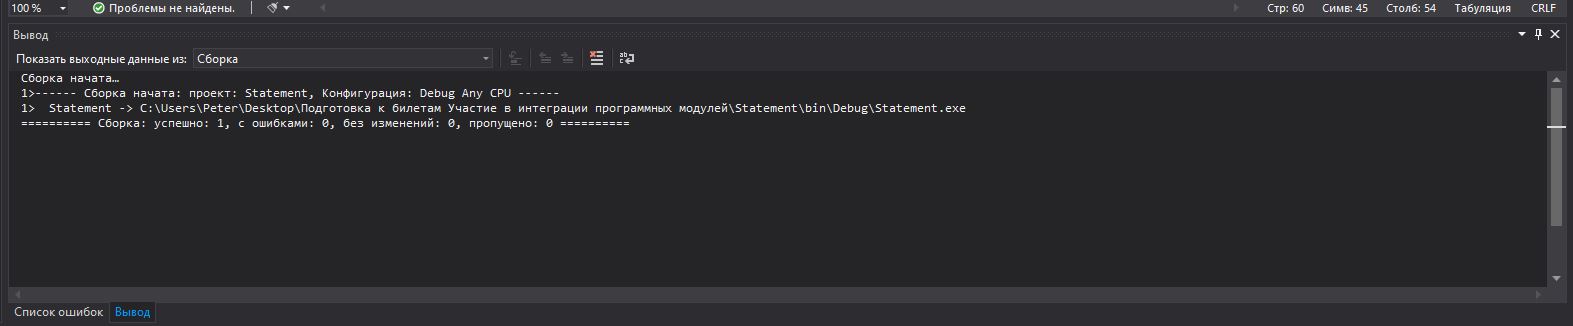 100 % Проблемы не найдены. Стр: 60 Симв: 45 Столб: 54 Табуляция CRLF
Вывод
Показать выходные данные из: Сборка
Сборка начата…
1>------ Сборка начата: проект: Statement, Конфигурация: Debug Any CPU ------
1>  Statement -> C:\Users\Peter\Desktop\Подготовка к билетам Участие в интеграции программных модулей\Statement\bin\Debug\Statement.exe
========== Сборка: успешно: 1, с ошибками: 0, без изменений: 0, пропущено: 0 ==========
Список ошибок Вывод